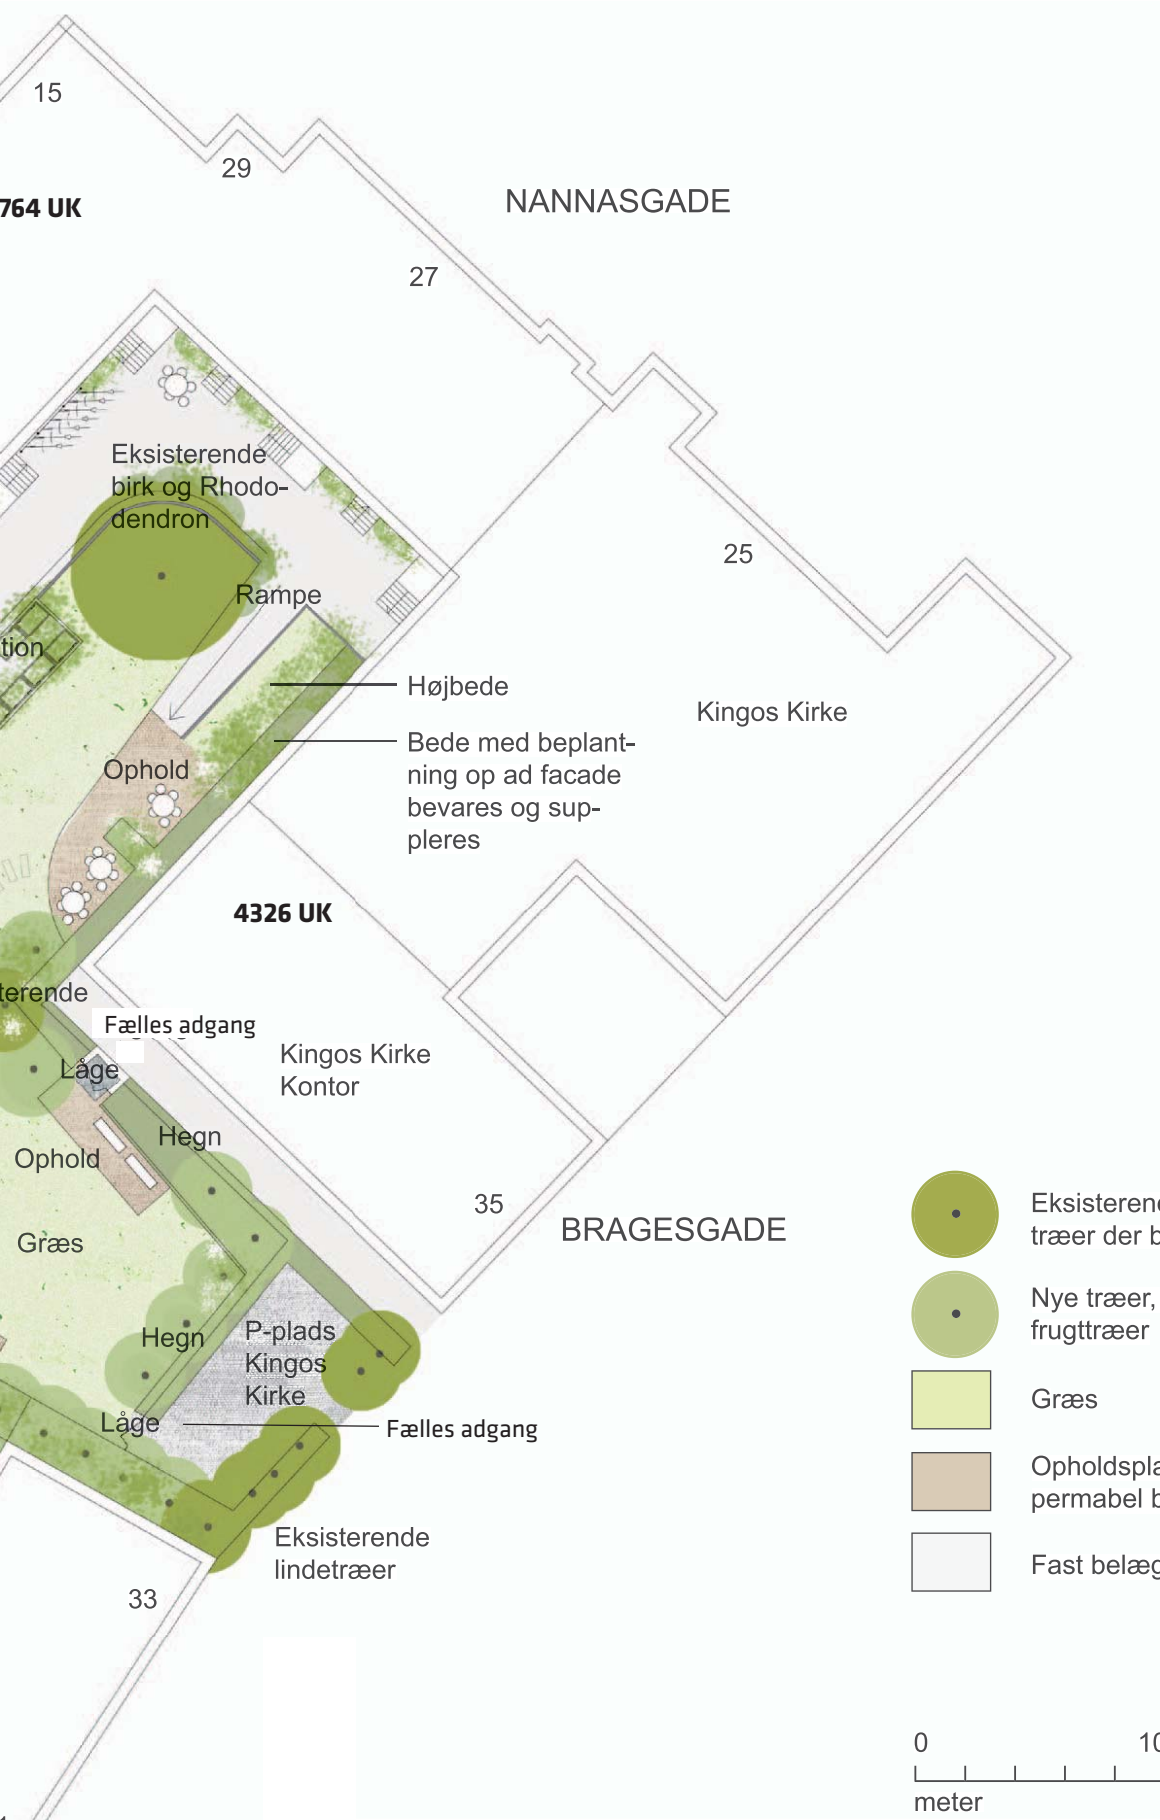 15
29
764 UK
NANNASGADE
27
Eksisterende
birk og Rhodo-
dendron
25
Rampe
tion
Højbede
Kingos Kirke
Bede med beplant-
ning op ad facade
bevares og sup-
pleres
Ophold
4326 UK
terende
Fælles adgang
Låge
Kingos Kirke
Kontor
Hegn
Ophold
35
BRAGESGADE
Græs
Hegn
P-plads
Kingos
Kirke
Låge
Fælles adgang
Eksisterende
lindetræer
33
Eksisterend
træer der b
Nye træer,
frugttræer
Græs
Opholdspla
permabel b
Fast belæg
0 10
meter